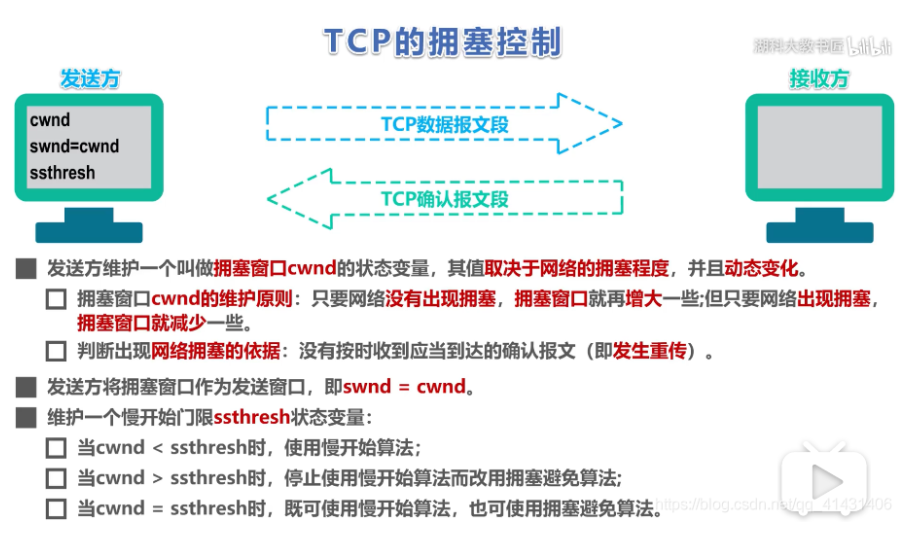 TCP的拥塞控制
湖科大教书匠 bilibili
发送方
接收方
cwnd
swnd=cwnd
ssthresh
TCP数据报文段
TCP确认报文段
发送方维护一个叫做拥塞窗口cwnd的状态变量，其值取决于网络的拥塞程度，并且动态变化。
拥塞窗口cwnd的维护原则：只要网络没有出现拥塞，拥塞窗口就再增大一些;但只要网络出现拥塞，
拥塞窗口就减少一些。
判断出现网络拥塞的依据：没有按时收到应当到达的确认报文（即发生重传）。
发送方将拥塞窗口作为发送窗口，即swnd = cwnd。
维护一个慢开始门限ssthresh状态变量：
当cwnd < ssthresh时，使用慢开始算法；
当cwnd > ssthresh时，停止使用慢开始算法而改用拥塞避免算法；
当cwnd = ssthresh时，既可使用慢开始算法，也可使用拥塞避免算法。
https://blog.csdn.net/qq_41431406